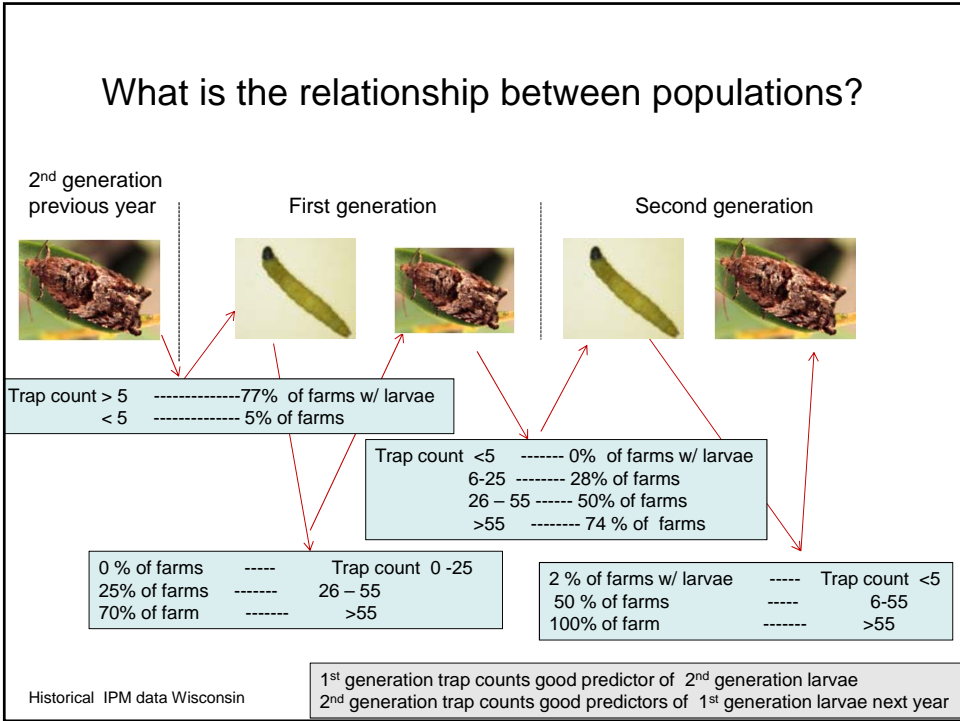 What is the relationship between populations?
2nd generation
previous year
First generation
Second generation
Trap count > 5 --------------77% of farms w/ larvae
< 5 -------------- 5% of farms
Trap count <5 ------- 0% of farms w/ larvae
6-25 -------- 28% of farms
26 – 55 ------ 50% of farms
>55 -------- 74 % of farms
0 % of farms ----- Trap count 0 -25
25% of farms ------- 26 – 55
70% of farm ------- >55
2 % of farms w/ larvae ----- Trap count <5
50 % of farms ----- 6-55
100% of farm ------- >55
1st generation trap counts good predictor of 2nd generation larvae
2nd generation trap counts good predictors of 1st generation larvae next year
Historical IPM data Wisconsin